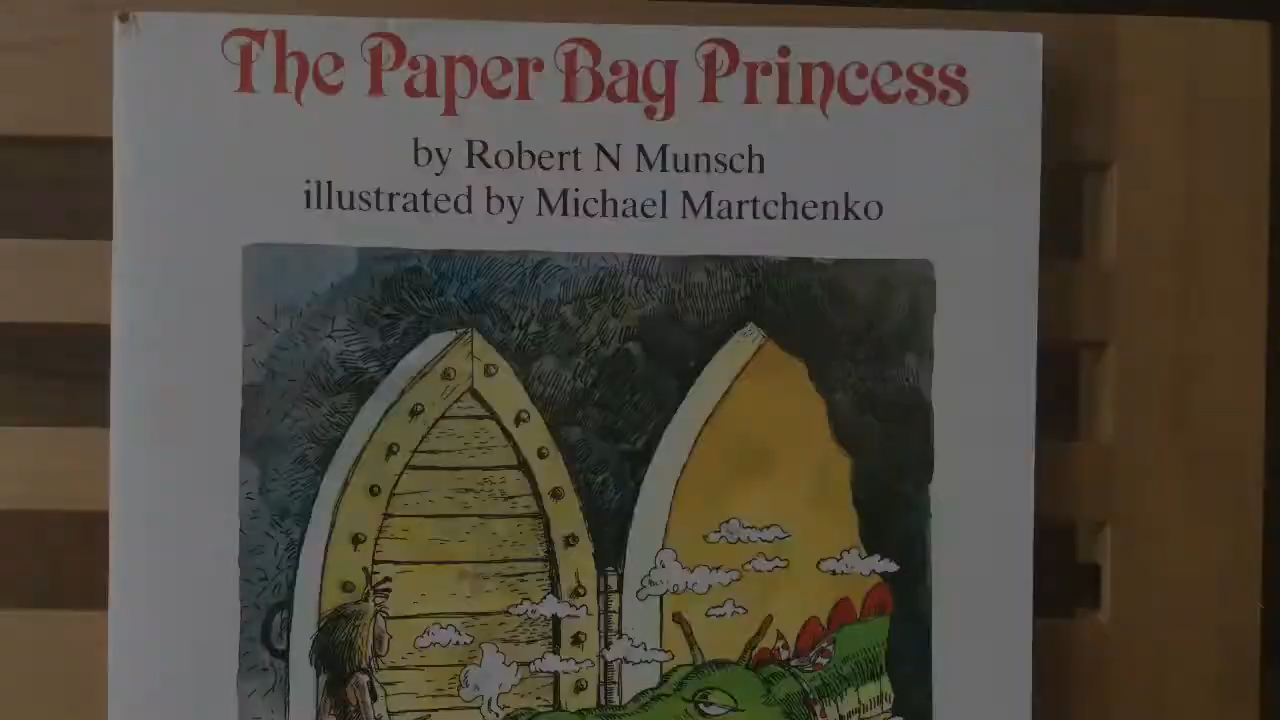 The Paper Bag Princess
by Robert N Munsch
illustrated by Michael Martchenko